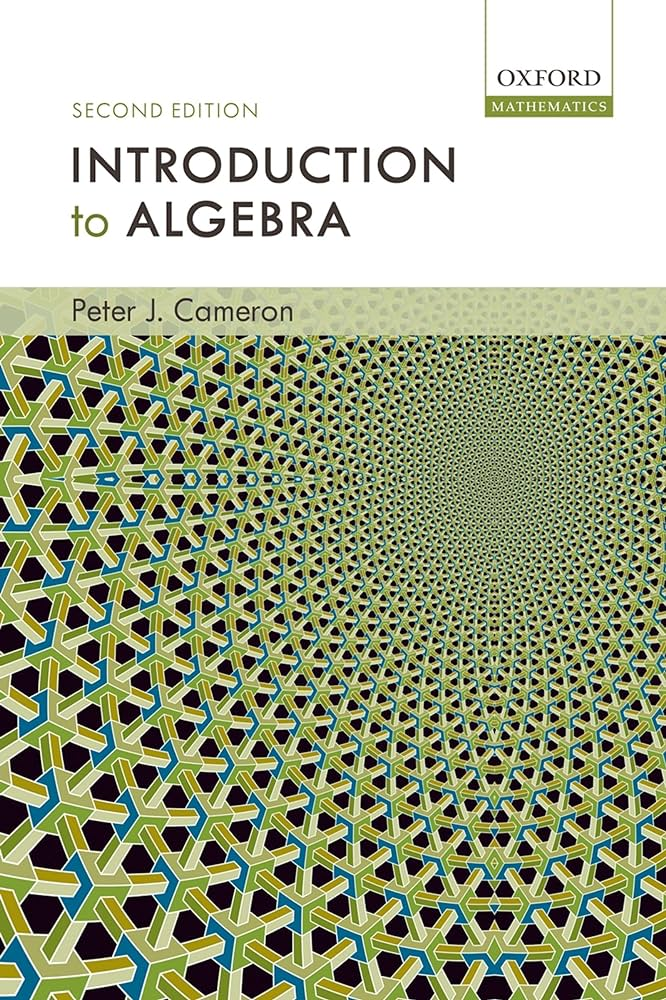 OXFORD
MATHEMATICS
SECOND EDITION
INTRODUCTION
to ALGEBRA
Peter J. Cameron